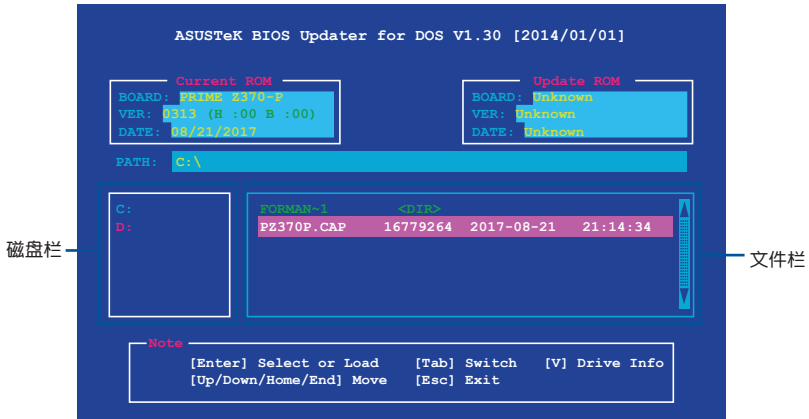 ASUSTeK BIOS Updater for DOS V1.30 [2014/01/01]
Current ROM
BOARD: PRIME Z370-P
VER: 0313 (H :00 B :00)
DATE: 08/21/2017
Update ROM
BOARD: Unknown
VER: Unknown
DATE: Unknown
PATH: C:\
C:
D:
FORMAN~1 <DIR>
PZ370P.CAP 16779264 2017-08-21 21:14:34
磁盘栏
文件栏
Note
[Enter] Select or Load [Tab] Switch [V] Drive Info
[Up/Down/Home/End] Move [Esc] Exit